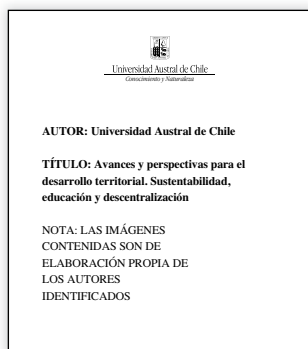 Universidad Austral de Chile
Conocimiento y Naturaleza
AUTOR: Universidad Austral de Chile
TÍTULO: Avances y perspectivas para el
desarrollo territorial. Sustentabilidad,
educación y descentralización
NOTA: LAS IMÁGENES
CONTENIDAS SON DE
ELABORACIÓN PROPIA DE
LOS AUTORES
IDENTIFICADOS